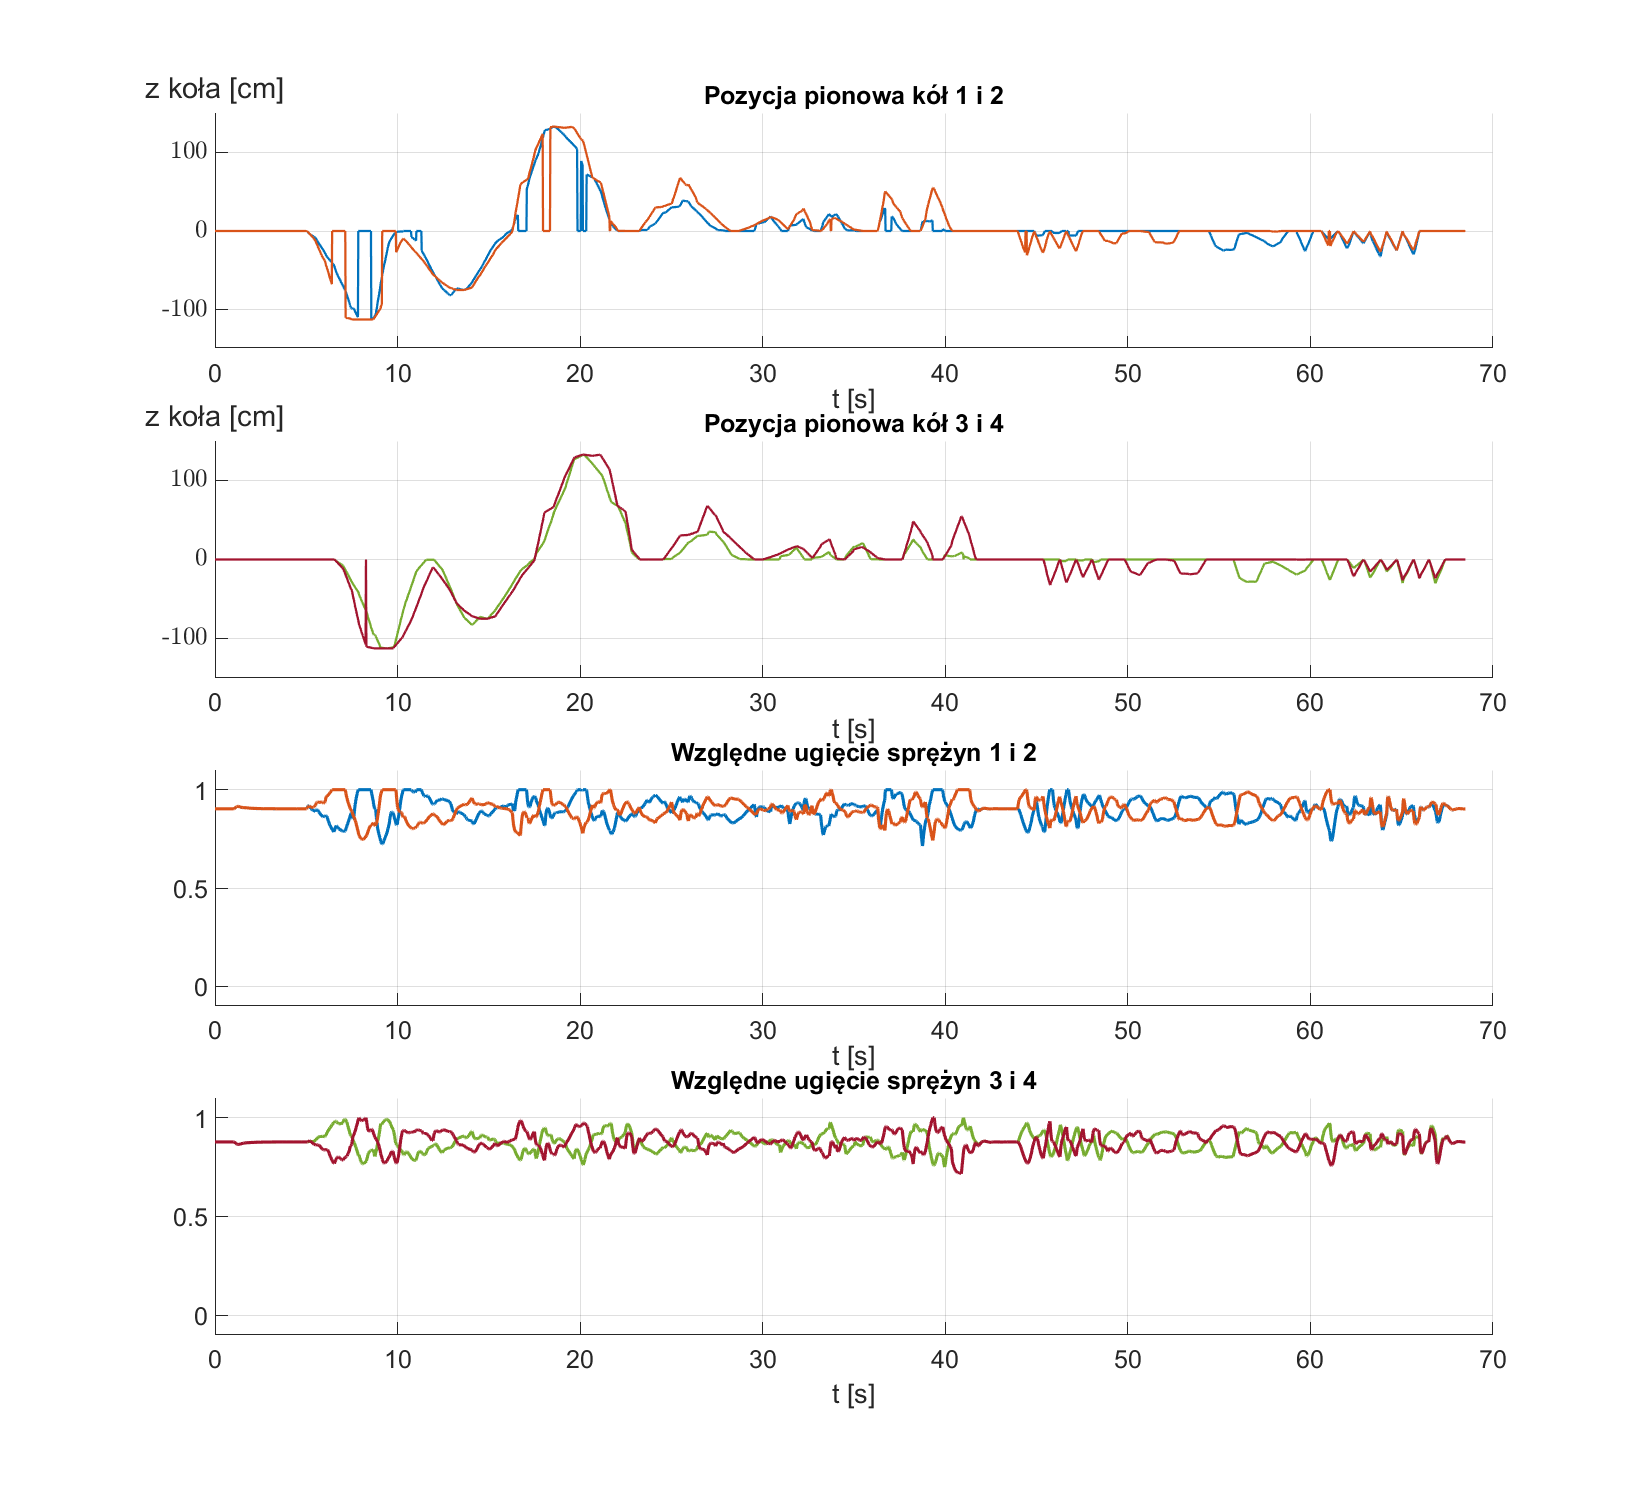 z koła [cm]
Pozycja pionowa kół 1 i 2
100
0
-100
0 10 20 30 40 50 60 70
t [s]
z koła [cm]
Pozycja pionowa kół 3 i 4
100
0
-100
0 10 20 30 40 50 60 70
t [s]
Względne ugięcie sprężyn 1 i 2
1
0.5
0
0 10 20 30 40 50 60 70
t [s]
Względne ugięcie sprężyn 3 i 4
1
0.5
0
0 10 20 30 40 50 60 70
t [s]